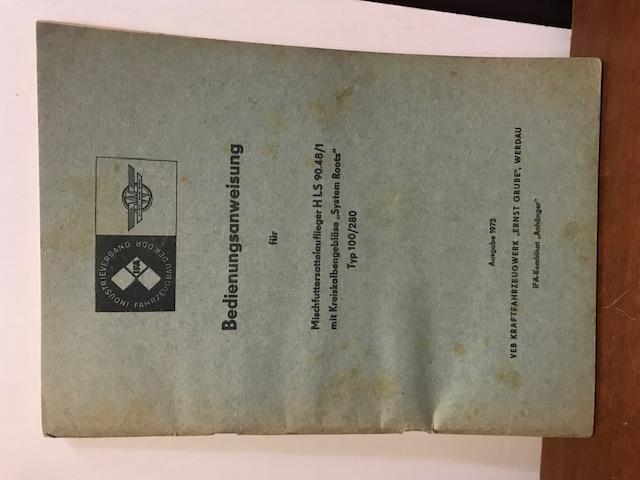 INDUSTRIEVERBAND FAHRZEUGBAU DER DDR
IFA
Bedienungsanweisung
für
Mischfuttersattelauflieger H LS 90.48/1
mit Kreiskolbengebläse „System Roots"
Typ 100/280
Ausgabe 1973
VEB KRAFTFAHRZEUGWERK „ERNST GRUBE", WERDAU
IFA-Kombinat „Anhänger"